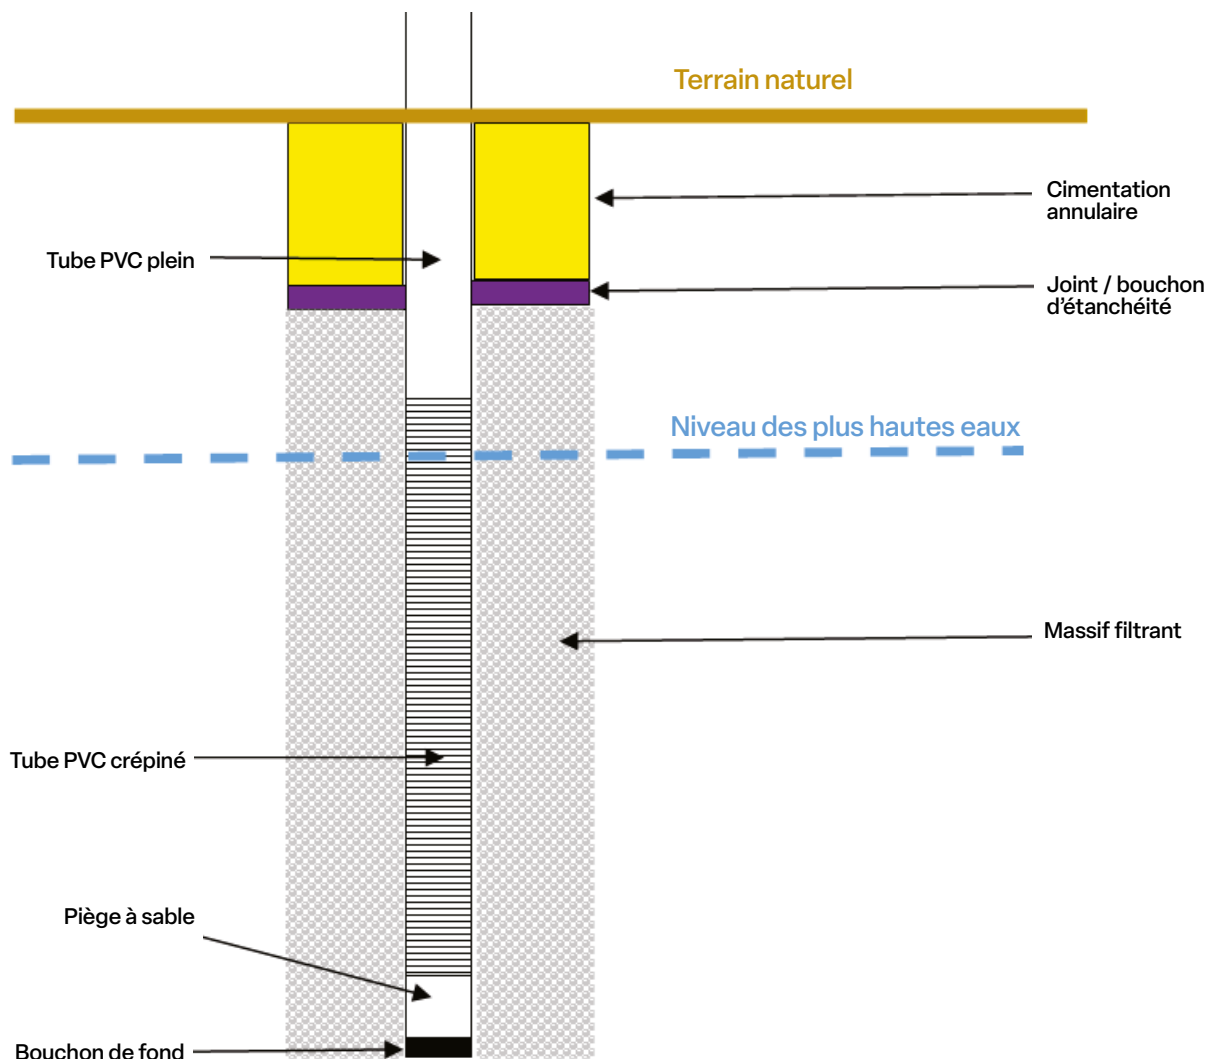 Terrain naturel
Cimentation
annulaire
Tube PVC plein
Joint / bouchon
d'étanchéité
Niveau des plus hautes eaux
Massif filtrant
Tube PVC crépiné
Piège à sable
Bouchon de fond